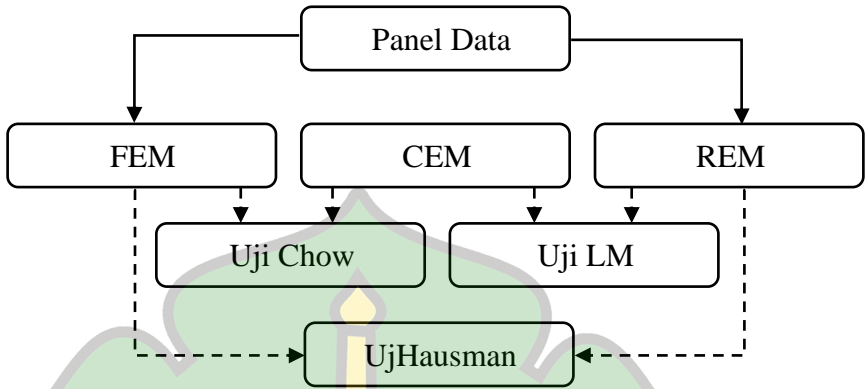 Panel Data
FEM
CEM
REM
Uji Chow
Uji LM
UjHausman